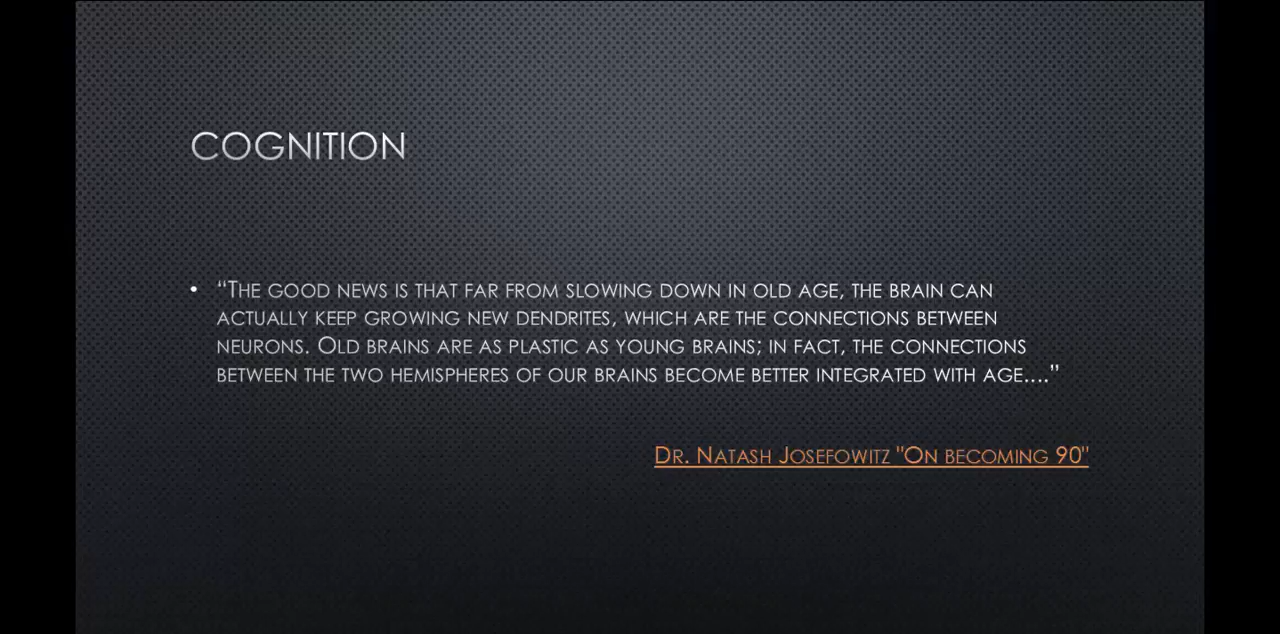 COGNITION
• “THE GOOD NEWS IS THAT FAR FROM SLOWING DOWN IN OLD AGE, THE BRAIN CAN
ACTUALLY KEEP GROWING NEW DENDRITES, WHICH ARE THE CONNECTIONS BETWEEN
NEURONS. OLD BRAINS ARE AS PLASTIC AS YOUNG BRAINS; IN FACT, THE CONNECTIONS
BETWEEN THE TWO HEMISPHERES OF OUR BRAINS BECOME BETTER INTEGRATED WITH AGE....”
DR. NATASH JOSEFOWITZ "ON BECOMING 90"